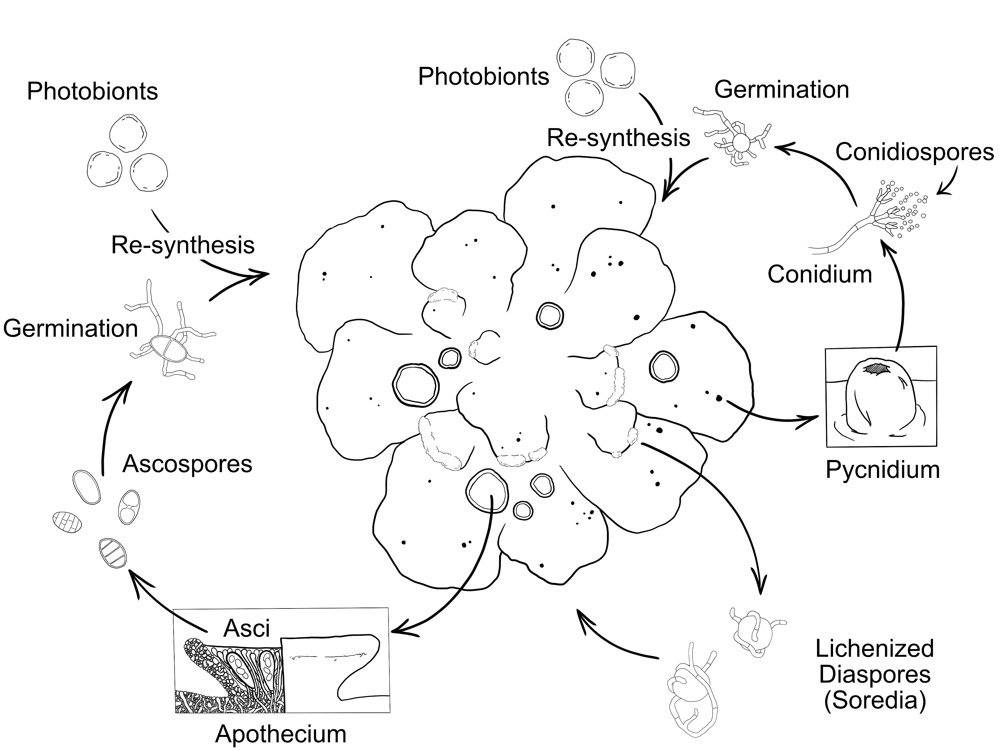 Photobionts
Photobionts
Germination
Re-synthesis
Conidiospores
Re-synthesis
Conidium
Germination
Ascospores
Pycnidium
Asci
Lichenized
Diaspores
(Soredia)
Apothecium